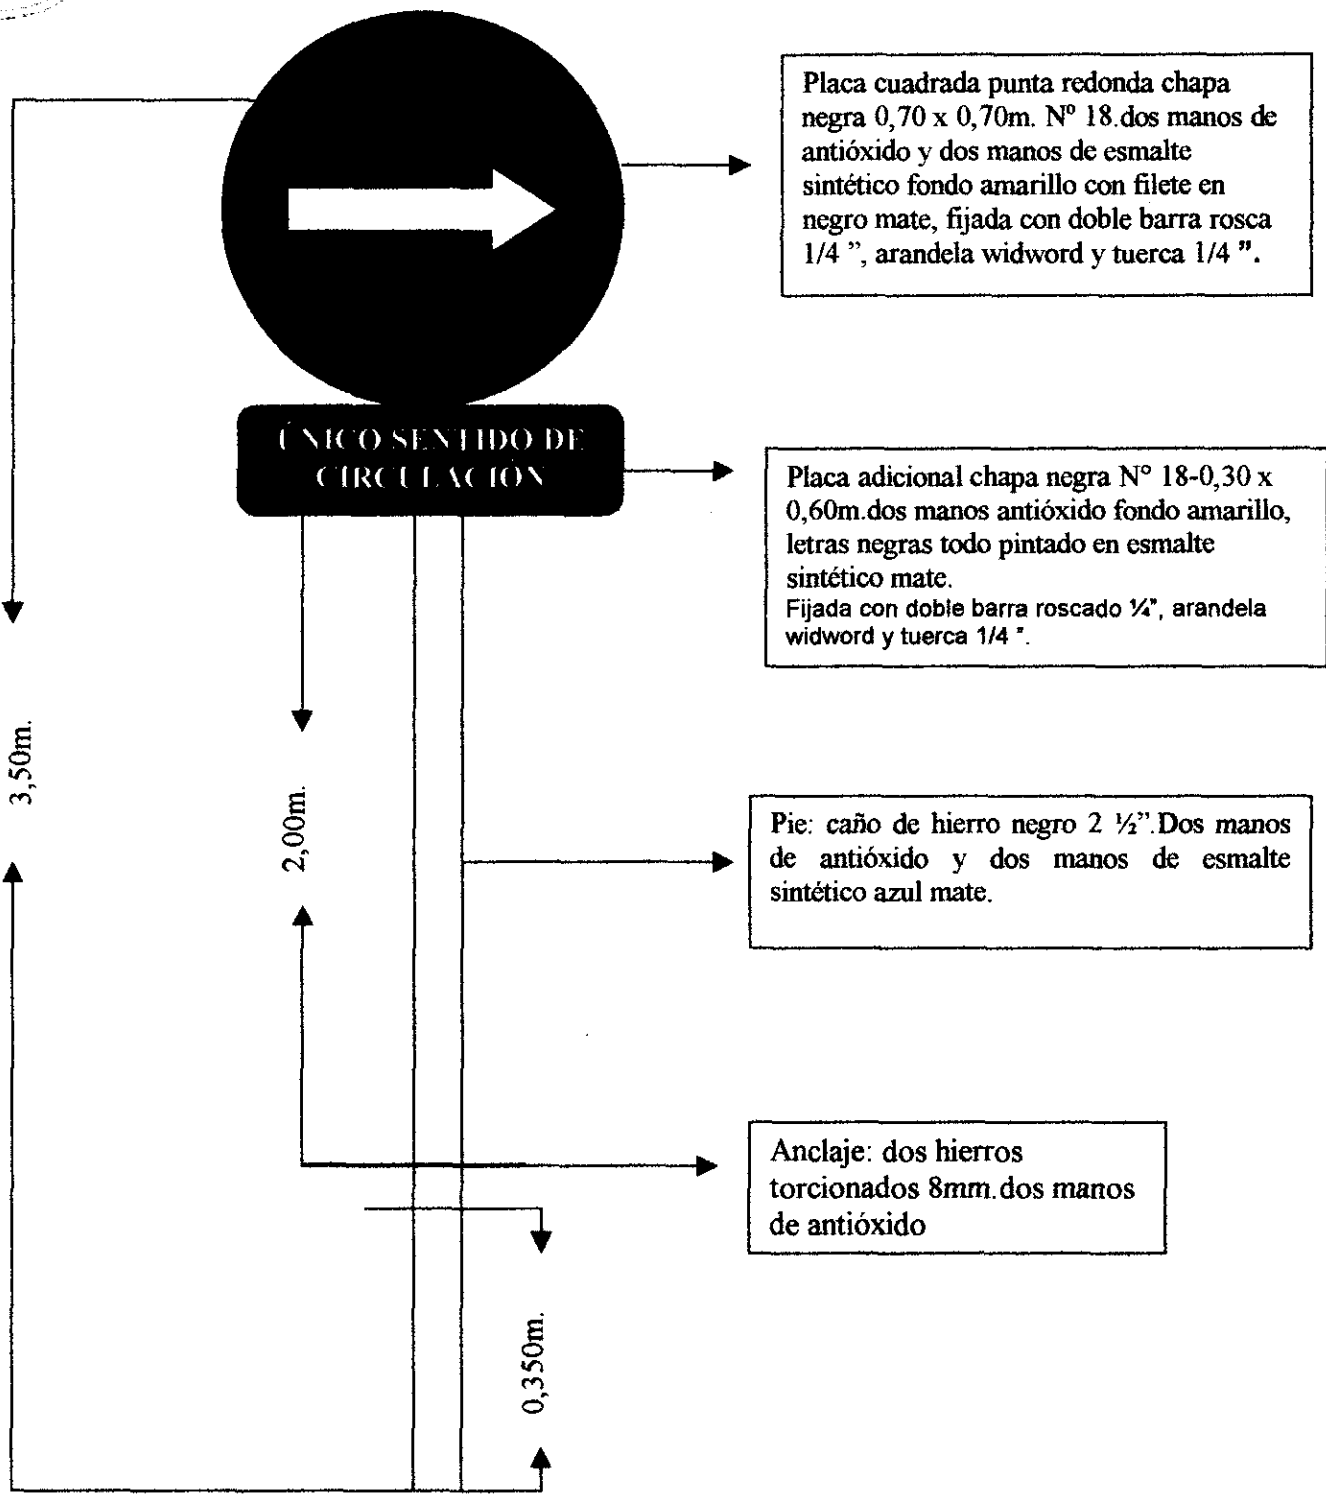 Placa cuadrada punta redonda chapa
negra 0,70 x 0,70m. Nº 18.dos manos de
antióxido y dos manos de esmalte
sintético fondo amarillo con filete en
negro mate, fijada con doble barra rosca
1/4 ”, arandela widword y tuerca 1/4 ”.
ÚNICO SENTIDO DE
CIRCULACIÓN
Placa adicional chapa negra N° 18-0,30 x
0,60m.dos manos antióxido fondo amarillo,
letras negras todo pintado en esmalte
sintético mate.
Fijada con doble barra roscado ¼”, arandela
widword y tuerca 1/4 ".
3,50m.
2,00m.
Pie: caño de hierro negro 2 ½”.Dos manos
de antióxido y dos manos de esmalte
sintético azul mate.
Anclaje: dos hierros
torcionados 8mm.dos manos
de antióxido
0,350m.